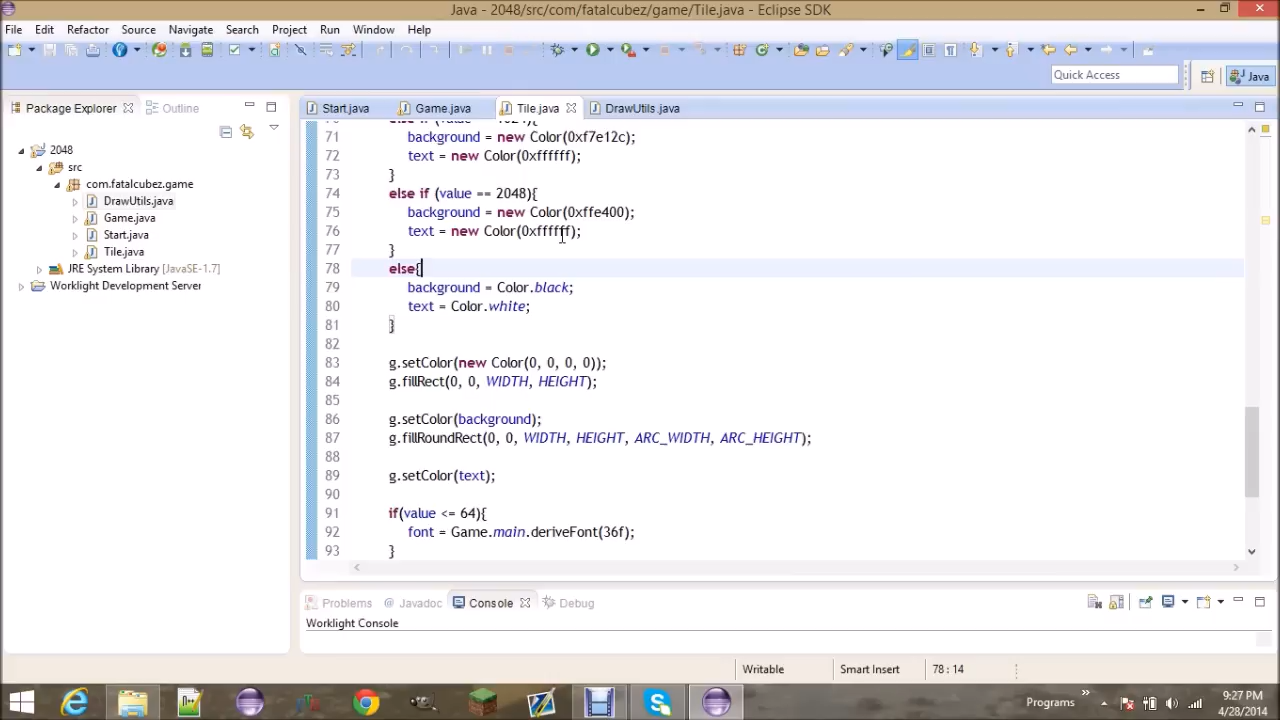 Java - 2048/src/com/fatalcubez/game/Tile.java - Eclipse SDK
File Edit Refactor Source Navigate Search Project Run Window Help
Quick Access
Java
Package Explorer
Outline
Start.java
Game.java
Tile.java
DrawUtils.java
2048
src
com.fatalcubez.game
DrawUtils.java
Game.java
Start.java
Tile.java
JRE System Library [JavaSE-1.7]
Worklight Development Server
71 background = new Color(0xf7e12c);
72 text = new Color(0xffffff);
73 }
74 else if (value == 2048){
75 background = new Color(0xffe400);
76 text = new Color(0xffffff);
77 }
78 else{
79 background = Color.black;
80 text = Color.white;
81 }
82
83 g.setColor(new Color(0, 0, 0, 0));
84 g.fillRect(0, 0, WIDTH, HEIGHT);
85
86 g.setColor(background);
87 g.fillRoundRect(0, 0, WIDTH, HEIGHT, ARC_WIDTH, ARC_HEIGHT);
88
89 g.setColor(text);
90
91 if(value <= 64){
92 font = Game.main.deriveFont(36f);
93 }
Problems @ Javadoc Console Debug
Worklight Console
Writable Smart Insert 78 : 14
Programs
9:27 PM
4/28/2014